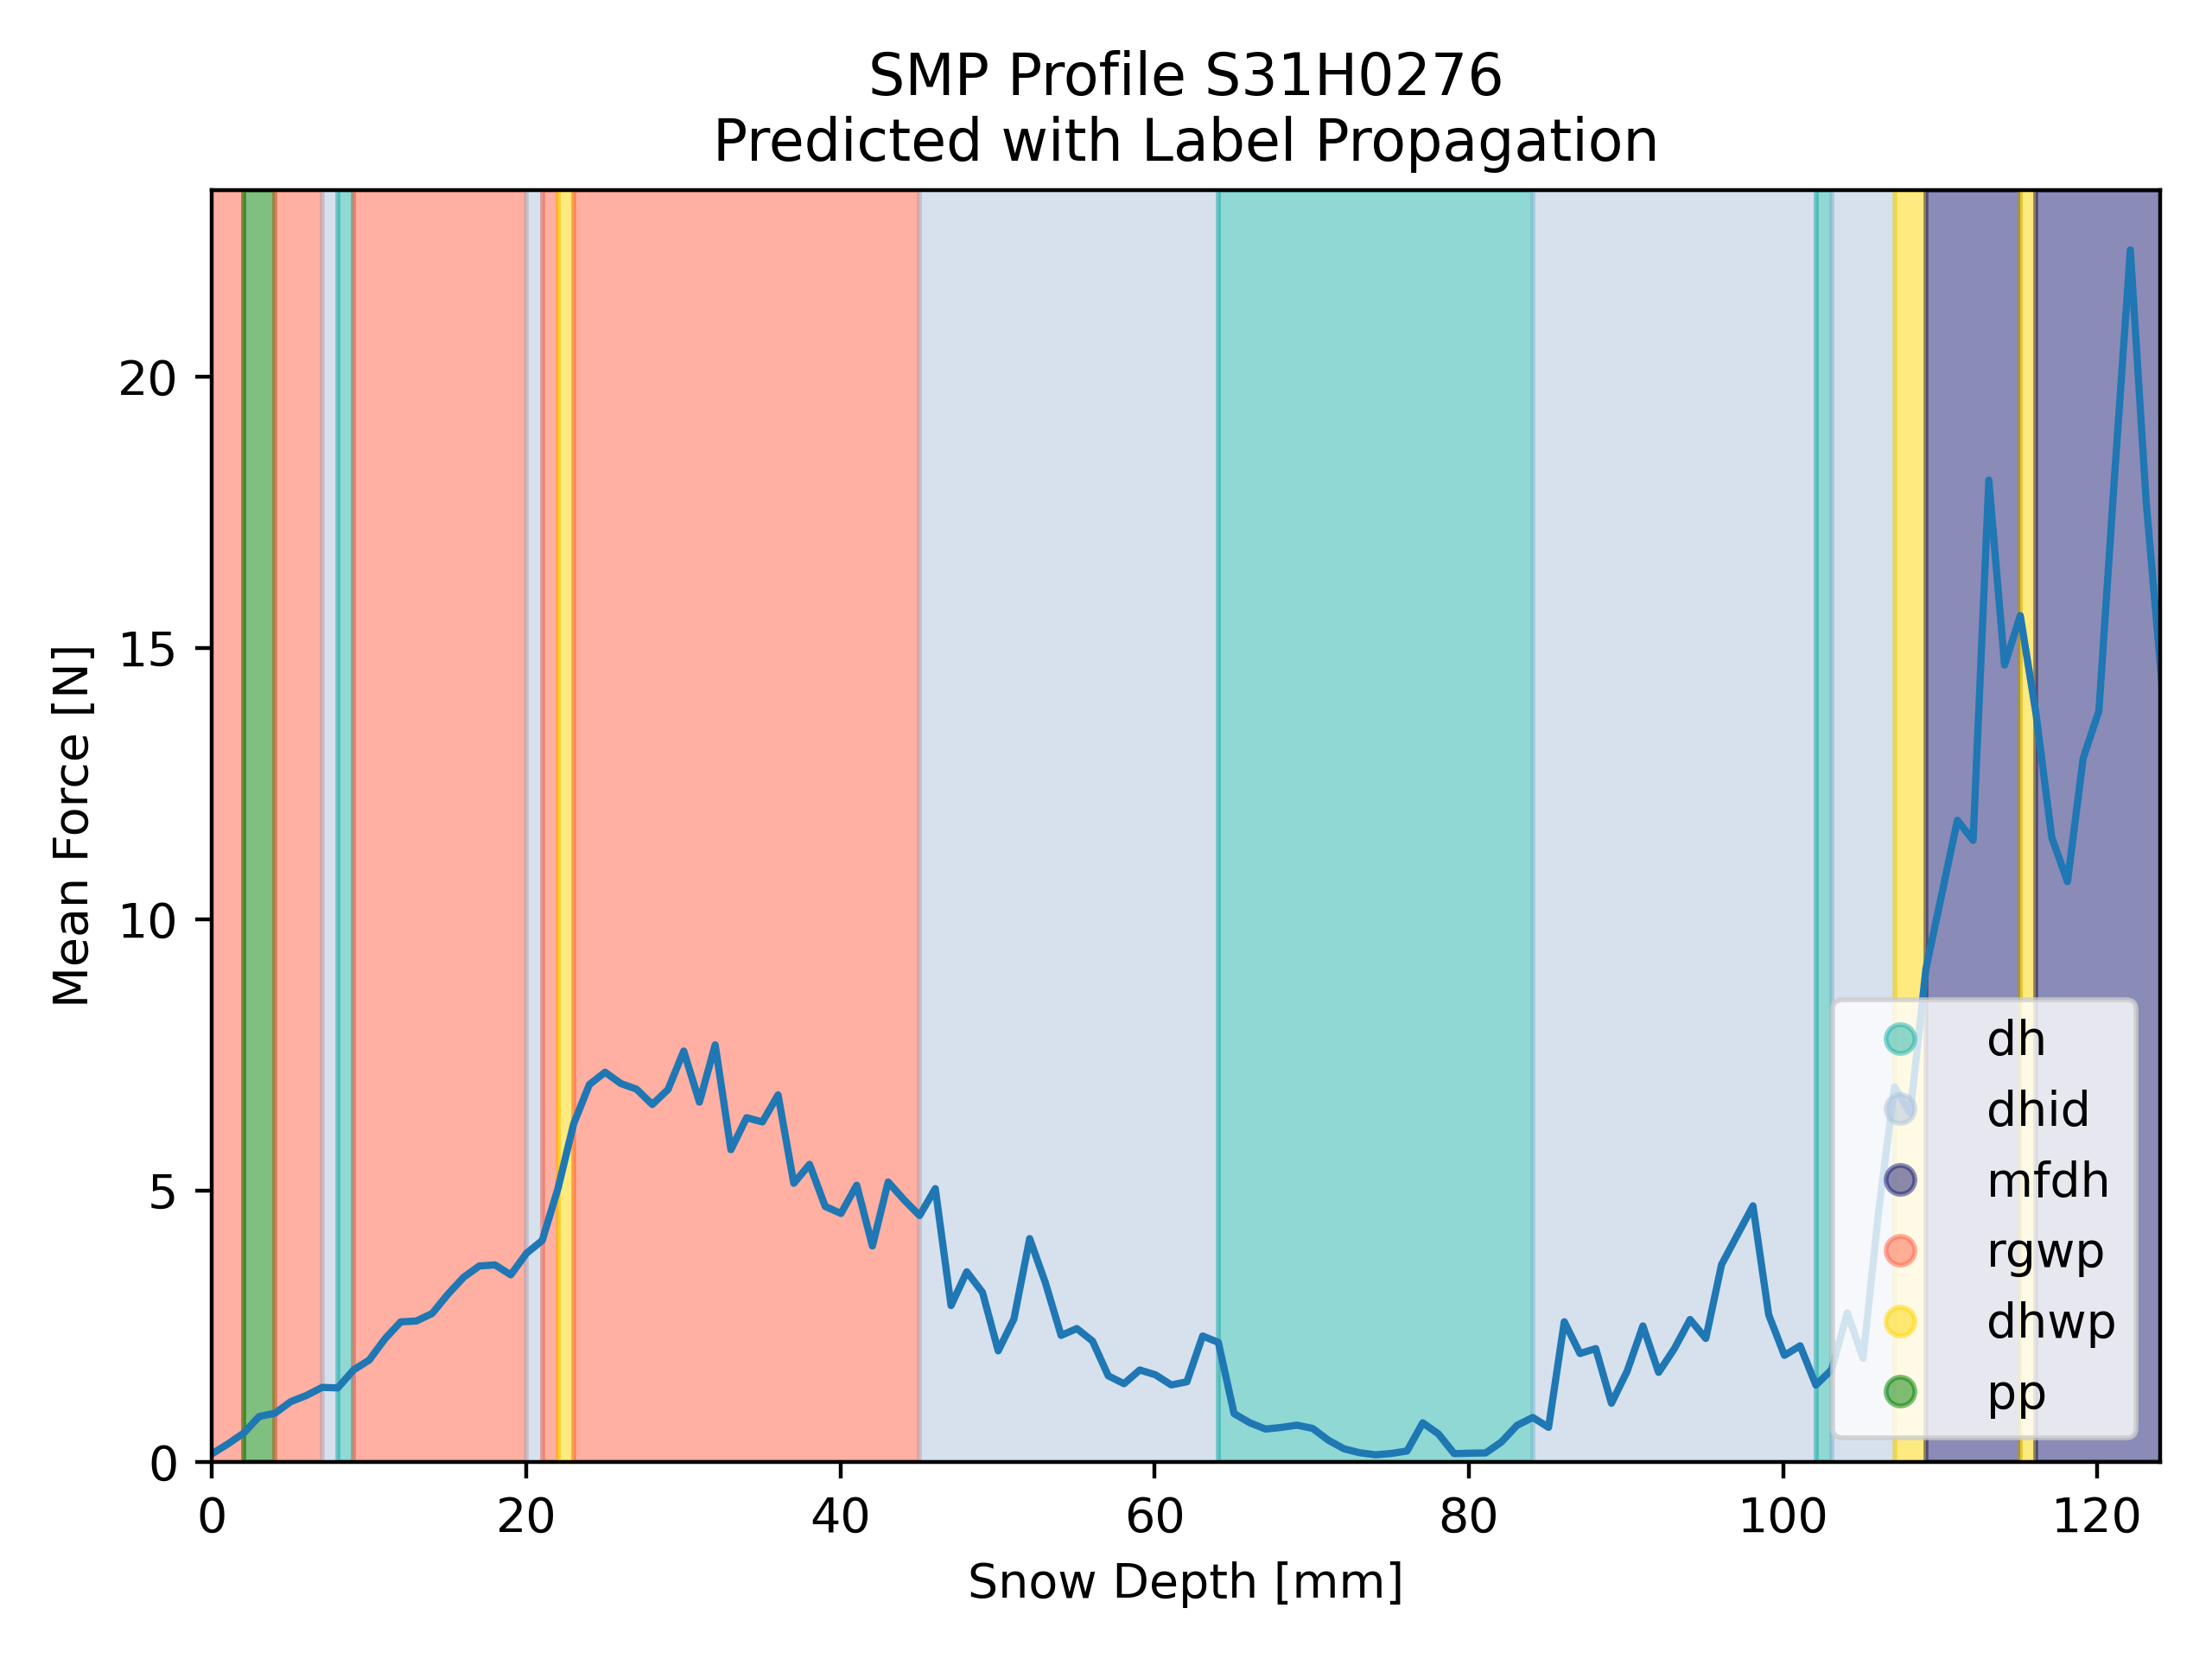 SMP Profile S31H0276
Predicted with Label Propagation
Mean Force [N]
20
15
10
5
0
dh
dhid
mfdh
rgwp
dhwp
pp
0 20 40 60 80 100 120
Snow Depth [mm]